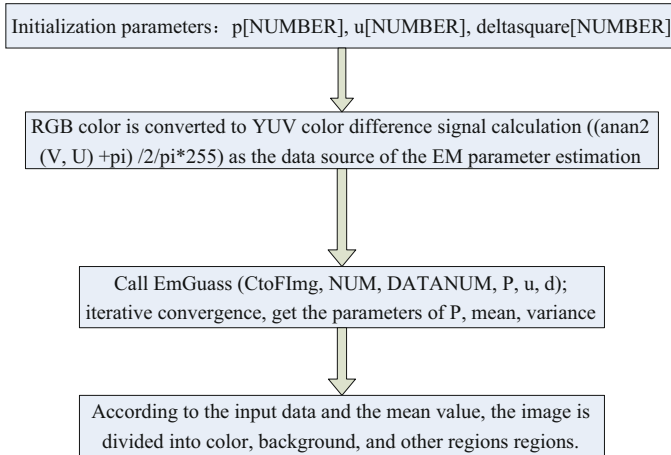 Initialization parameters： p[NUMBER], u[NUMBER], deltasquare[NUMBER]
RGB color is converted to YUV color difference signal calculation ((anan2
(V, U) +pi) /2/pi*255) as the data source of the EM parameter estimation
Call EmGuass (CtoFImg, NUM, DATANUM, P, u, d);
iterative convergence, get the parameters of P, mean, variance
According to the input data and the mean value, the image is
divided into color, background, and other regions regions.